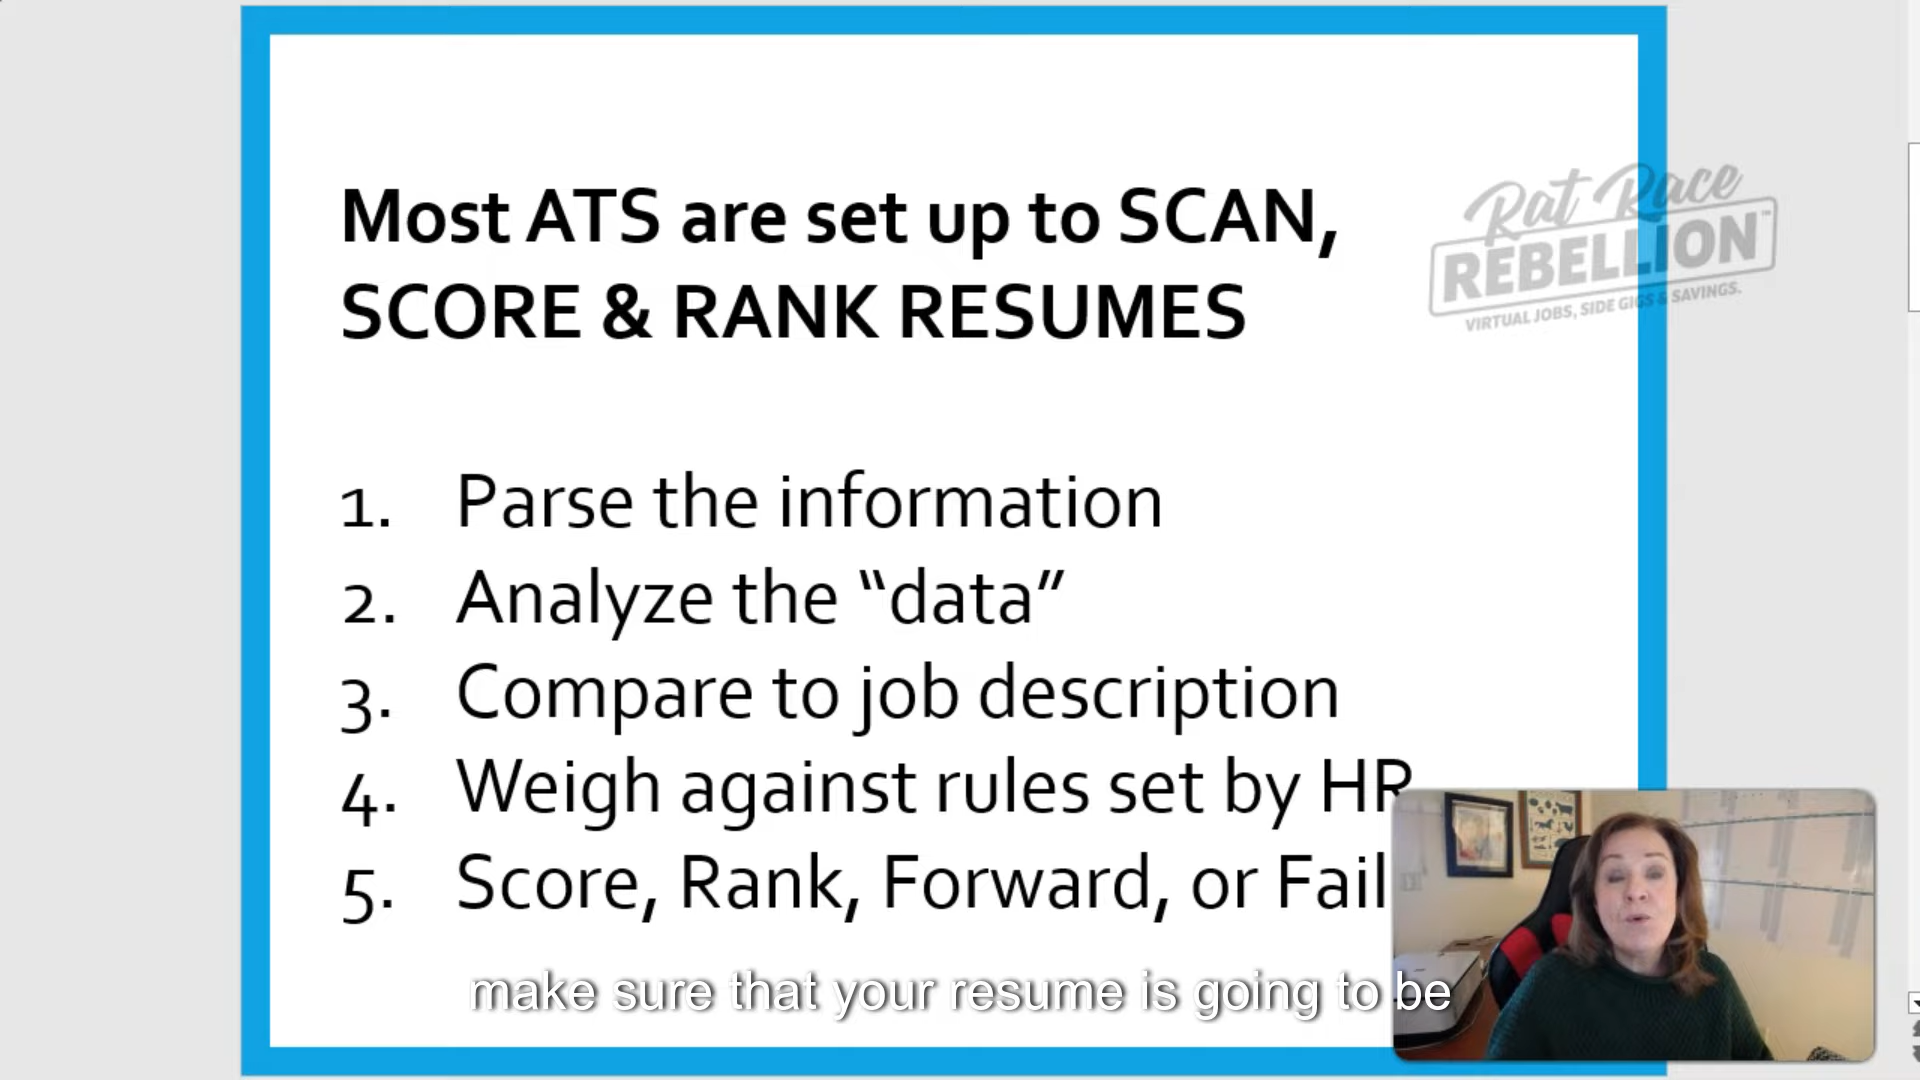 Most ATS are set up to SCAN,
SCORE & RANK RESUMES
Rat Race
REBELLION™
VIRTUAL JOBS, SIDE GIGS & SAVINGS.
1. Parse the information
2. Analyze the “data”
3. Compare to job description
4. Weigh against rules set by HR
5. Score, Rank, Forward, or Fail
make sure that your resume is going to be